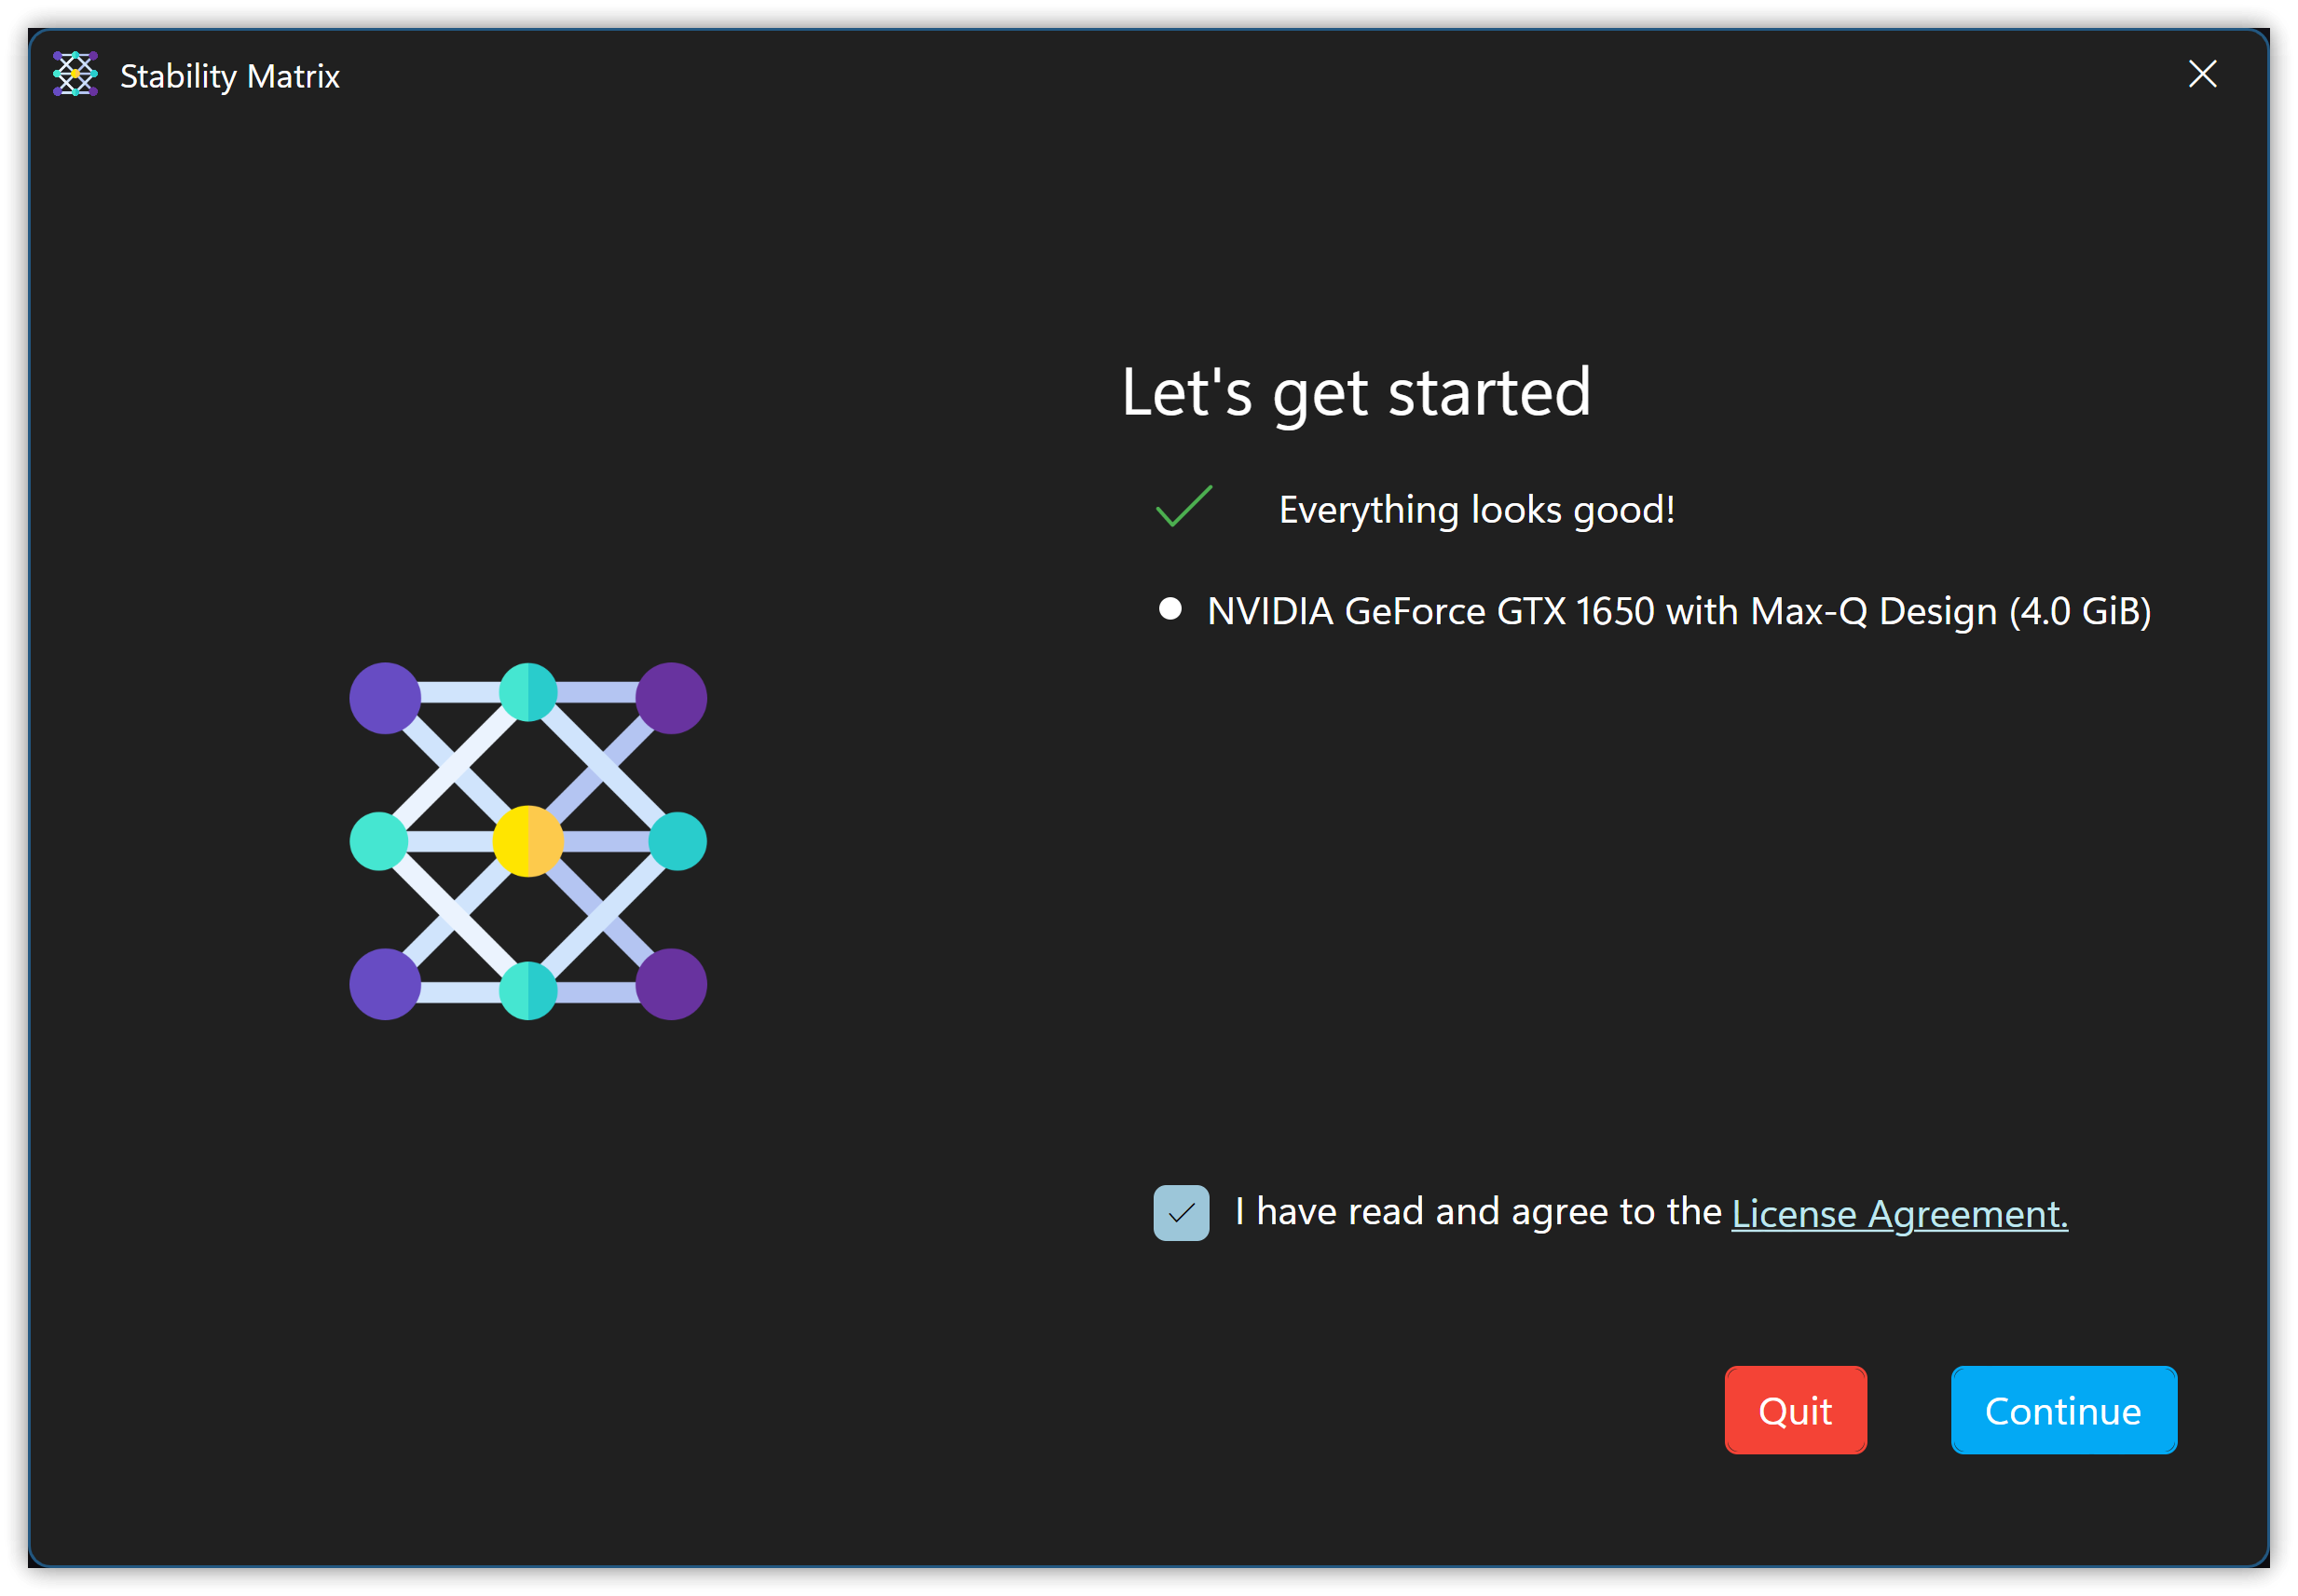 Stability Matrix
Let's get started
Everything looks good!
NVIDIA GeForce GTX 1650 with Max-Q Design (4.0 GiB)
I have read and agree to the License Agreement.
Quit
Continue